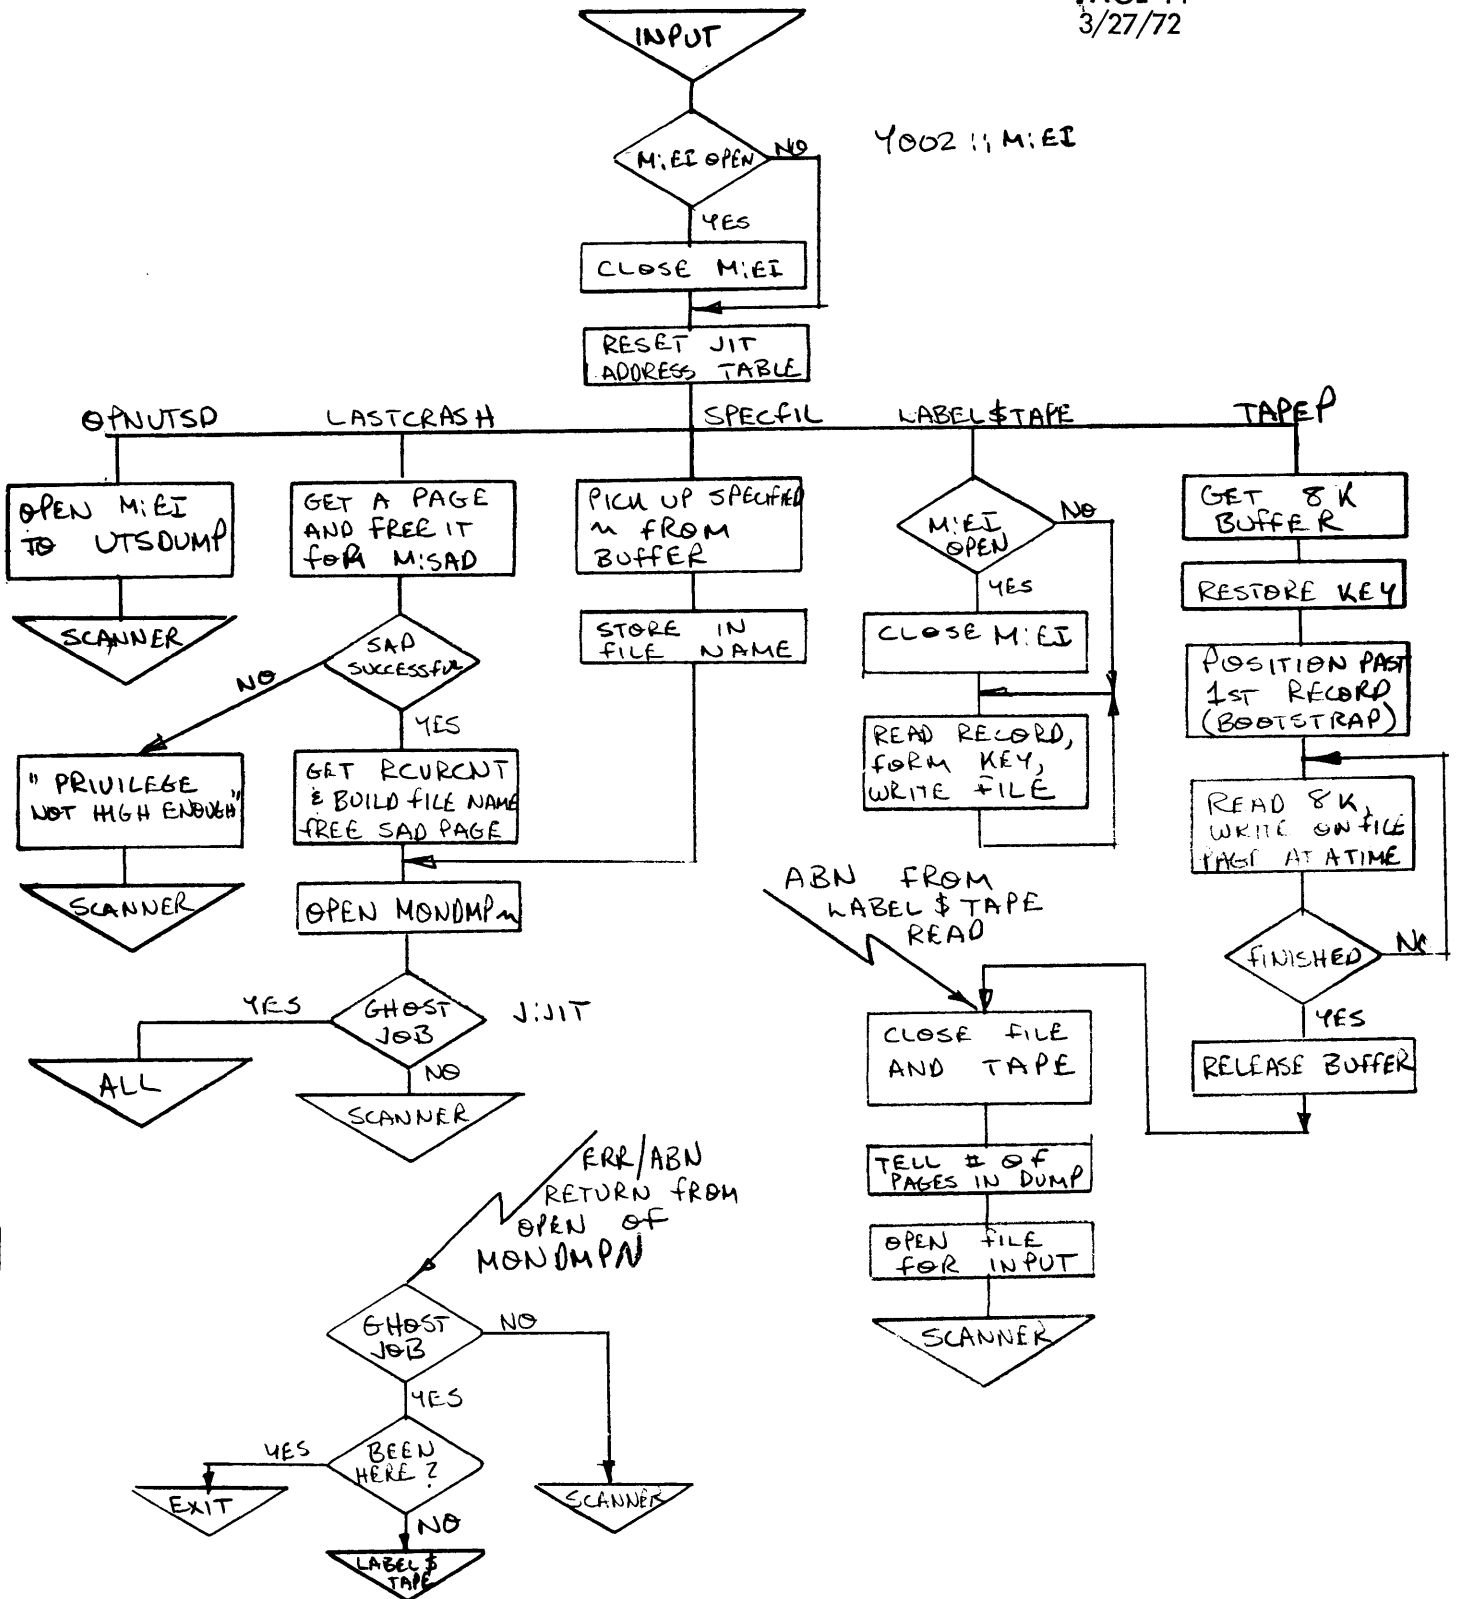 3/27/72
INPUT
M:EI OPEN
NO
Y002 :; M:EI
YES
CLOSE M:EI
RESET JIT
ADDRESS TABLE
OPNUTSD
LASTCRASH
SPECFIL
LABEL$TAPE
TAPEP
OPEN M:EI
TO UTSDUMP
SCANNER
GET A PAGE
AND FREE IT
FOR M:SAD
SAD
SUCCESSFUL
NO
YES
"PRIVILEGE
NOT HIGH ENOUGH"
SCANNER
GET RCURCNT
& BUILD FILE NAME
FREE SAD PAGE
PICK UP SPECIFIED
n FROM
BUFFER
STORE IN
FILE NAME
OPEN MONDMPn
GHOST
JOB
J:JIT
YES
ALL
NO
SCANNER
M:EI
OPEN
NO
YES
CLOSE M:EI
READ RECORD,
FORM KEY,
WRITE FILE
GET 8K
BUFFER
RESTORE KEY
POSITION PAST
1ST RECORD
(BOOTSTRAP)
READ 8K,
WRITE ON FILE
PAGE AT A TIME
FINISHED
NO
YES
RELEASE BUFFER
ABN FROM
LABEL$TAPE
READ
CLOSE FILE
AND TAPE
TELL # OF
PAGES IN DUMP
OPEN FILE
FOR INPUT
SCANNER
ERR/ABN
RETURN FROM
OPEN OF
MONDMPN
GHOST
JOB
NO
YES
BEEN
HERE?
YES
EXIT
SCANNER
NO
LABEL$
TAPE